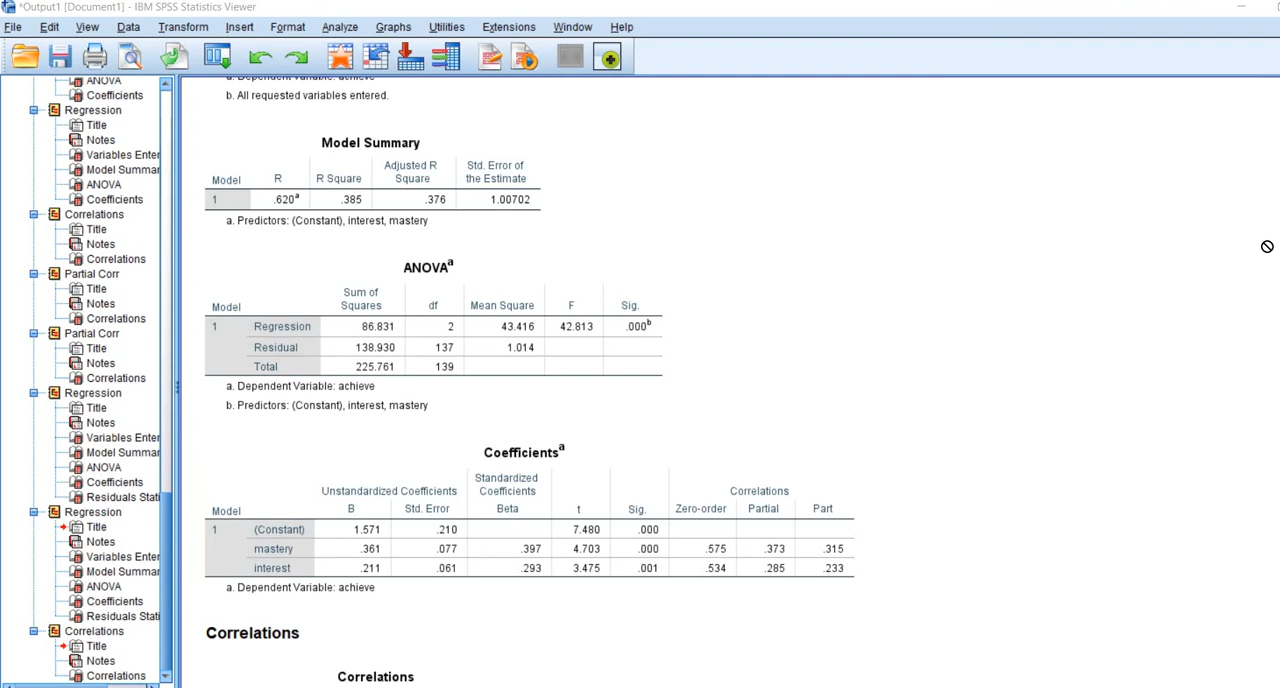 *Output1 [Document1] - IBM SPSS Statistics Viewer
File Edit View Data Transform Insert Format Analyze Graphs Utilities Extensions Window Help
ANOVA
Coefficients
Regression
Title
Notes
Variables Enter
Model Summar
ANOVA
Coefficients
Correlations
Title
Notes
Correlations
Partial Corr
Title
Notes
Correlations
Partial Corr
Title
Notes
Correlations
Regression
Title
Notes
Variables Enter
Model Summar
ANOVA
Coefficients
Residuals Stati
Regression
Title
Notes
Variables Enter
Model Summar
ANOVA
Coefficients
Residuals Stati
Correlations
Title
Notes
Correlations
a. Dependent Variable: achieve
b. All requested variables entered.
Model Summary
Model R R Square Adjusted R Square Std. Error of the Estimate
1 .620a .385 .376 1.00702
a. Predictors: (Constant), interest, mastery
ANOVAa
Model Sum of Squares df Mean Square F Sig.
1 Regression 86.831 2 43.416 42.813 .000b
Residual 138.930 137 1.014
Total 225.761 139
a. Dependent Variable: achieve
b. Predictors: (Constant), interest, mastery
Coefficientsa
Unstandardized Coefficients Standardized Coefficients Correlations
Model B Std. Error Beta t Sig. Zero-order Partial Part
1 (Constant) 1.571 .210 7.480 .000
mastery .361 .077 .397 4.703 .000 .575 .373 .315
interest .211 .061 .293 3.475 .001 .534 .285 .233
a. Dependent Variable: achieve
Correlations
Correlations